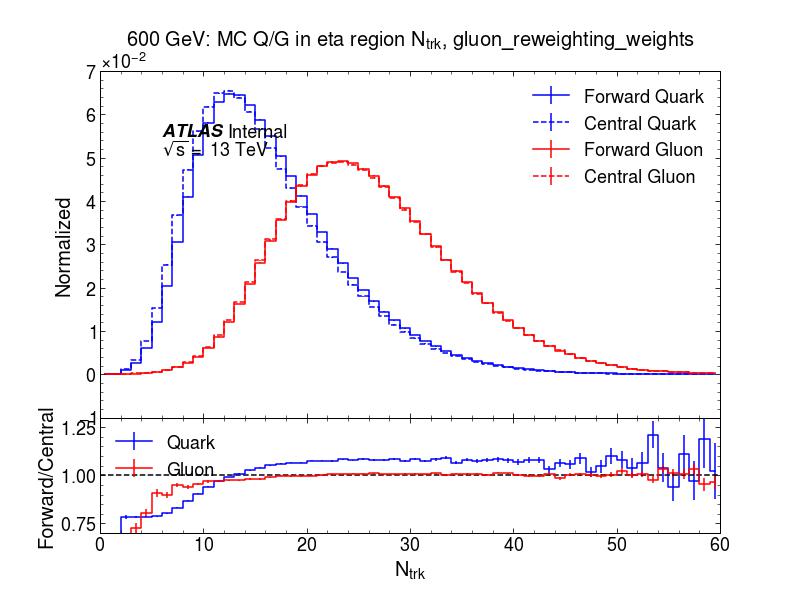 600 GeV: MC Q/G in eta region Ntrk, gluon_reweighting_weights
×10−2
7
Forward Quark
Central Quark
Forward Gluon
Central Gluon
ATLAS Internal
√s = 13 TeV
6
5
4
3
2
1
0
−1
Normalized
Quark
Gluon
1.25
1.00
0.75
Forward/Central
0 10 20 30 40 50 60
Ntrk